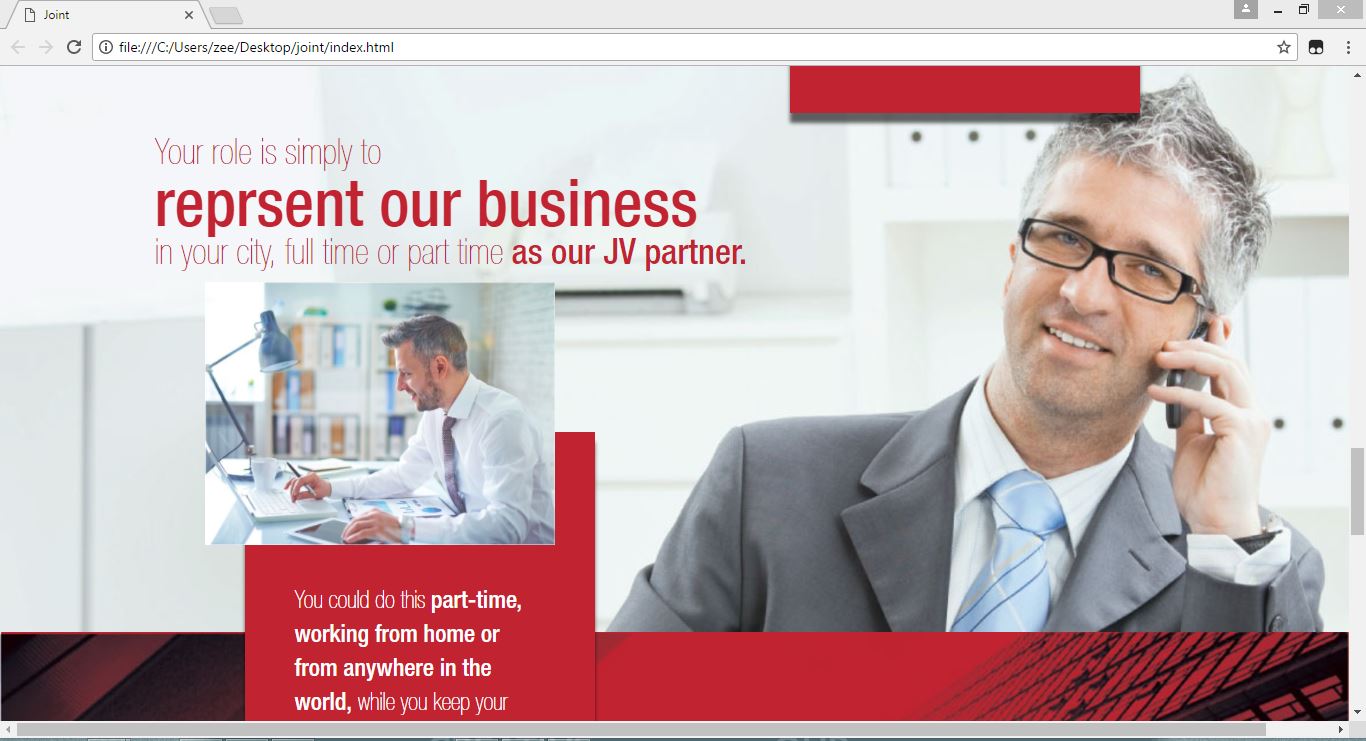 Joint
file:///C:/Users/zee/Desktop/joint/index.html
Your role is simply to
reprsent our business
in your city, full time or part time as our JV partner.
You could do this part-time,
working from home or
from anywhere in the
world, while you keep your